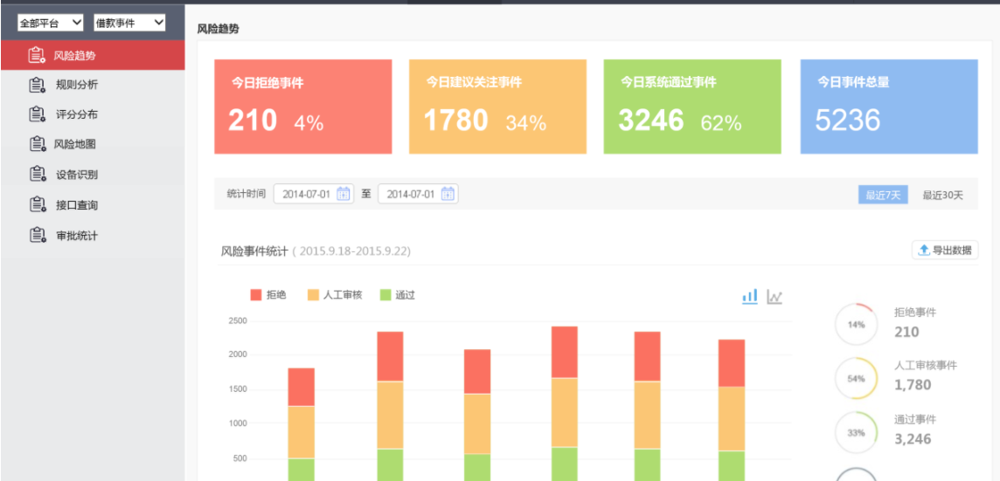 全部平台 借款事件
风险趋势
规则分析
评分分布
风险地图
设备识别
接口查询
审批统计
风险趋势
今日拒绝事件
210 4%
今日建议关注事件
1780 34%
今日系统通过事件
3246 62%
今日事件总量
5236
统计时间 2014-07-01 至 2014-07-01 最近7天 最近30天
风险事件统计 ( 2015.9.18-2015.9.22) 导出数据
拒绝 人工审核 通过
2500
2000
1500
1000
500
14% 拒绝事件
210
54% 人工审核事件
1,780
33% 通过事件
3,246